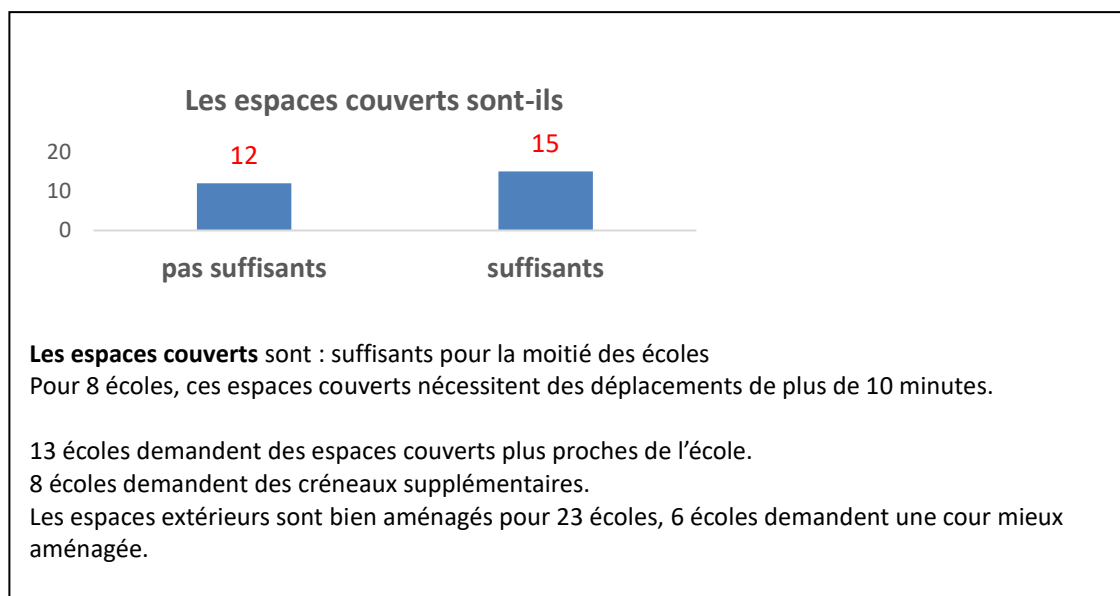 Les espaces couverts sont-ils
20
10
0
12
15
pas suffisants
suffisants
Les espaces couverts sont : suffisants pour la moitié des écoles
Pour 8 écoles, ces espaces couverts nécessitent des déplacements de plus de 10 minutes.
13 écoles demandent des espaces couverts plus proches de l’école.
8 écoles demandent des créneaux supplémentaires.
Les espaces extérieurs sont bien aménagés pour 23 écoles, 6 écoles demandent une cour mieux
aménagée.